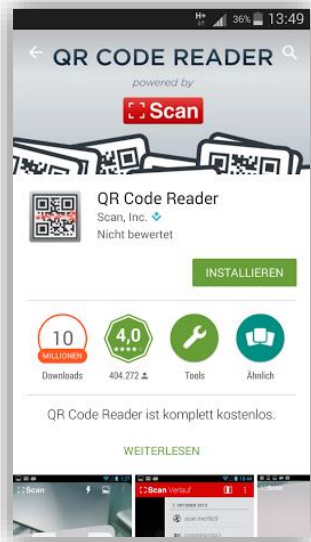 H+ 36% 13:49
QR CODE READER
powered by
Scan
QR Code Reader
Scan, Inc.
Nicht bewertet
INSTALLIEREN
10
MILLIONEN
Downloads
4,0
404.272
Tools
Ähnlich
QR Code Reader ist komplett kostenlos.
WEITERLESEN
Scan
Scan Verlauf